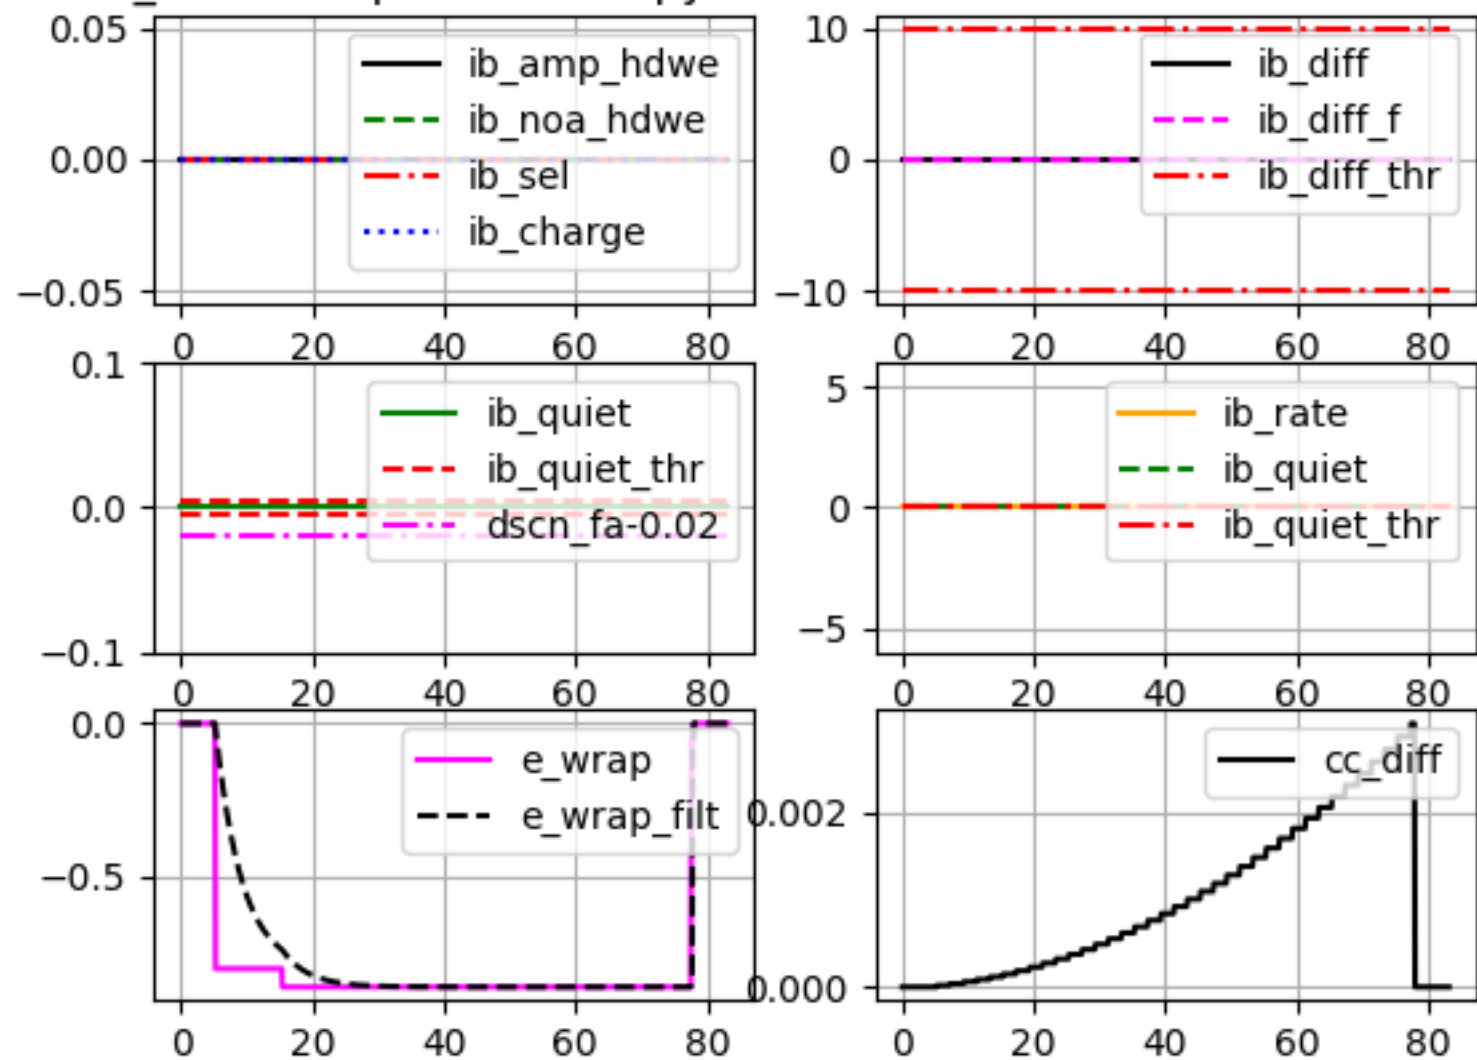 0.05
0.00
−0.05
0 20 40 60 80
ib_amp_hdwe
ib_noa_hdwe
ib_sel
ib_charge
10
0
−10
0 20 40 60 80
ib_diff
ib_diff_f
ib_diff_thr
0.1
0.0
−0.1
0 20 40 60 80
ib_quiet
ib_quiet_thr
dscn_fa-0.02
5
0
−5
0 20 40 60 80
ib_rate
ib_quiet
ib_quiet_thr
0.0
−0.5
0 20 40 60 80
e_wrap
e_wrap_filt
0.002
0.000
0 20 40 60 80
cc_diff